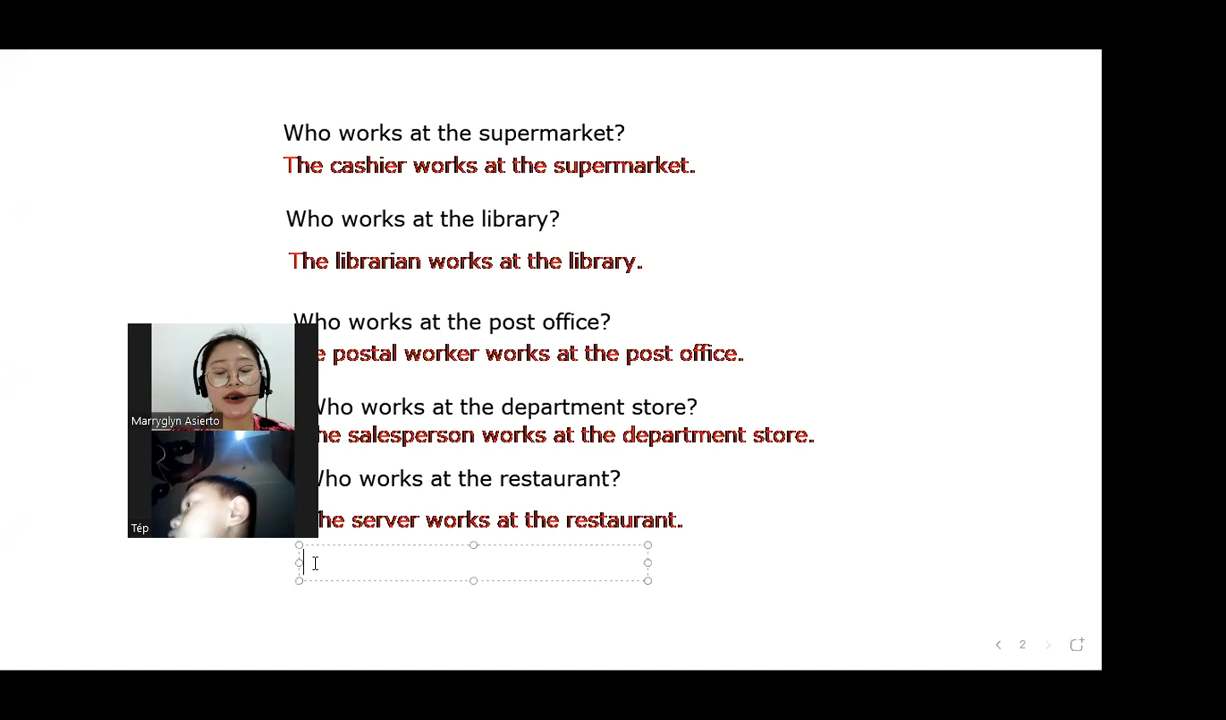 Who works at the supermarket?
The cashier works at the supermarket.
Who works at the library?
The librarian works at the library.
Who works at the post office?
postal worker works at the post office.
Who works at the department store?
salesperson works at the department store.
Who works at the restaurant?
server works at the restaurant.
Marryglyn Asierto
Tép
2